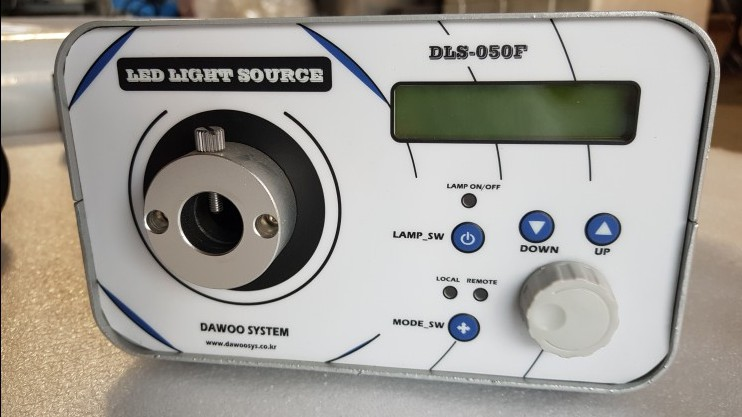 DLS-050F
LED LIGHT SOURCE
LAMP ON/OFF
LAMP_SW
DOWN
UP
LOCAL REMOTE
MODE_SW
DAWOO SYSTEM
www.dawoosys.co.kr